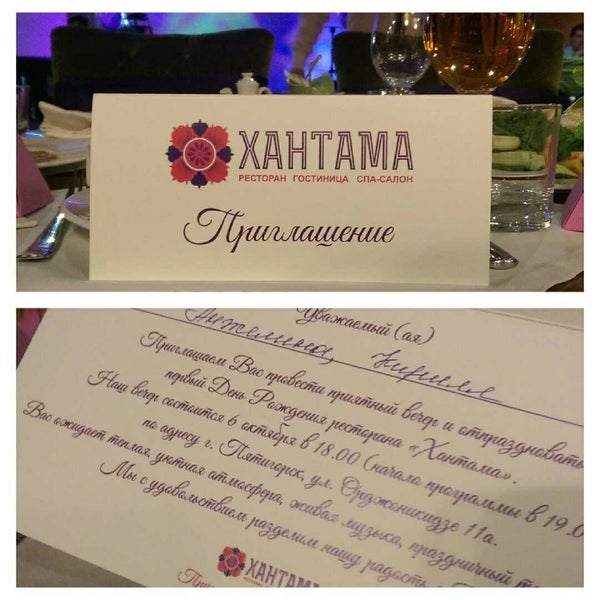 ХАНТАМА
РЕСТОРАН ГОСТИНИЦА СПА-САЛОН
Приглашение
Уважаемый (ая)
Анжелина, Кирилл
Приглашаем Вас провести приятный вечер и отпраздновать
первый День Рождения ресторана «Хантама».
Наш вечер состоится 6 октября в 18.00 (начало программы в 19.0
по адресу г. Пятигорск, ул. Орджоникидзе 11а.
Вас ожидает теплая, уютная атмосфера, живая музыка, праздничный
Мы с удовольствием разделим нашу радость
ХАНТАМА